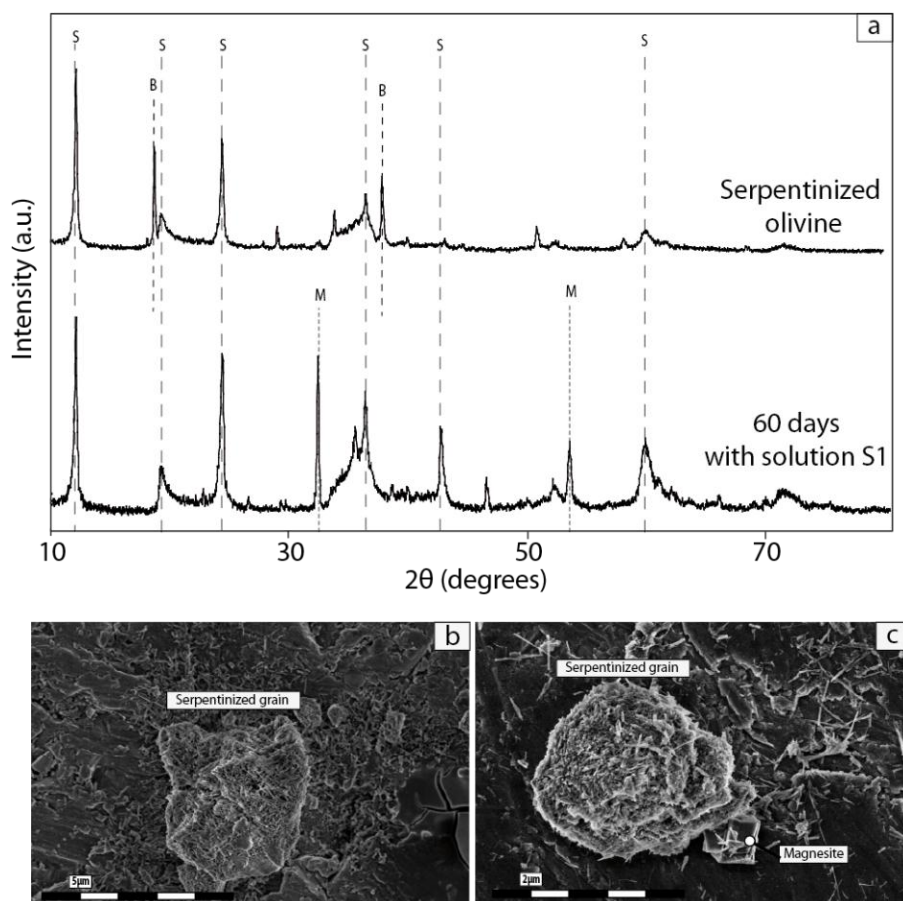 a
S
S
S
S
S
S
B
B
Serpentinized
olivine
M
M
60 days
with solution S1
Intensity (a.u.)
10
30
50
70
2θ (degrees)
b
Serpentinized grain
5µm
c
Serpentinized grain
Magnesite
2µm